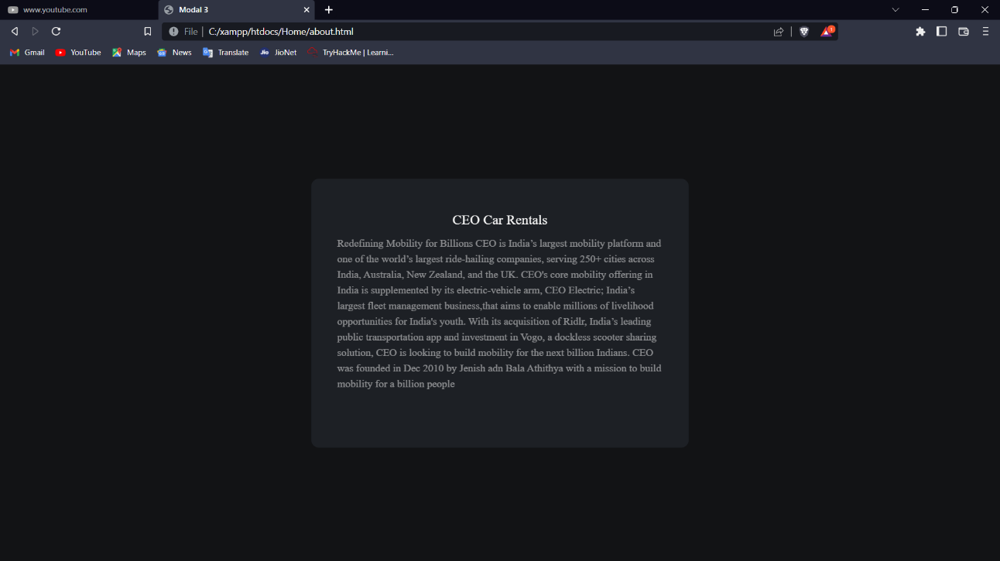 www.youtube.com
Modal 3
File
C:/xampp/htdocs/Home/about.html
1
Gmail
YouTube
Maps
News
Translate
Jio
JioNet
TryHackMe | Learni...
CEO Car Rentals
Redefining Mobility for Billions CEO is India’s largest mobility platform and
one of the world’s largest ride-hailing companies, serving 250+ cities across
India, Australia, New Zealand, and the UK. CEO's core mobility offering in
India is supplemented by its electric-vehicle arm, CEO Electric; India’s
largest fleet management business,that aims to enable millions of livelihood
opportunities for India's youth. With its acquisition of Ridlr, India’s leading
public transportation app and investment in Vogo, a dockless scooter sharing
solution, CEO is looking to build mobility for the next billion Indians. CEO
was founded in Dec 2010 by Jenish adn Bala Athithya with a mission to build
mobility for a billion people